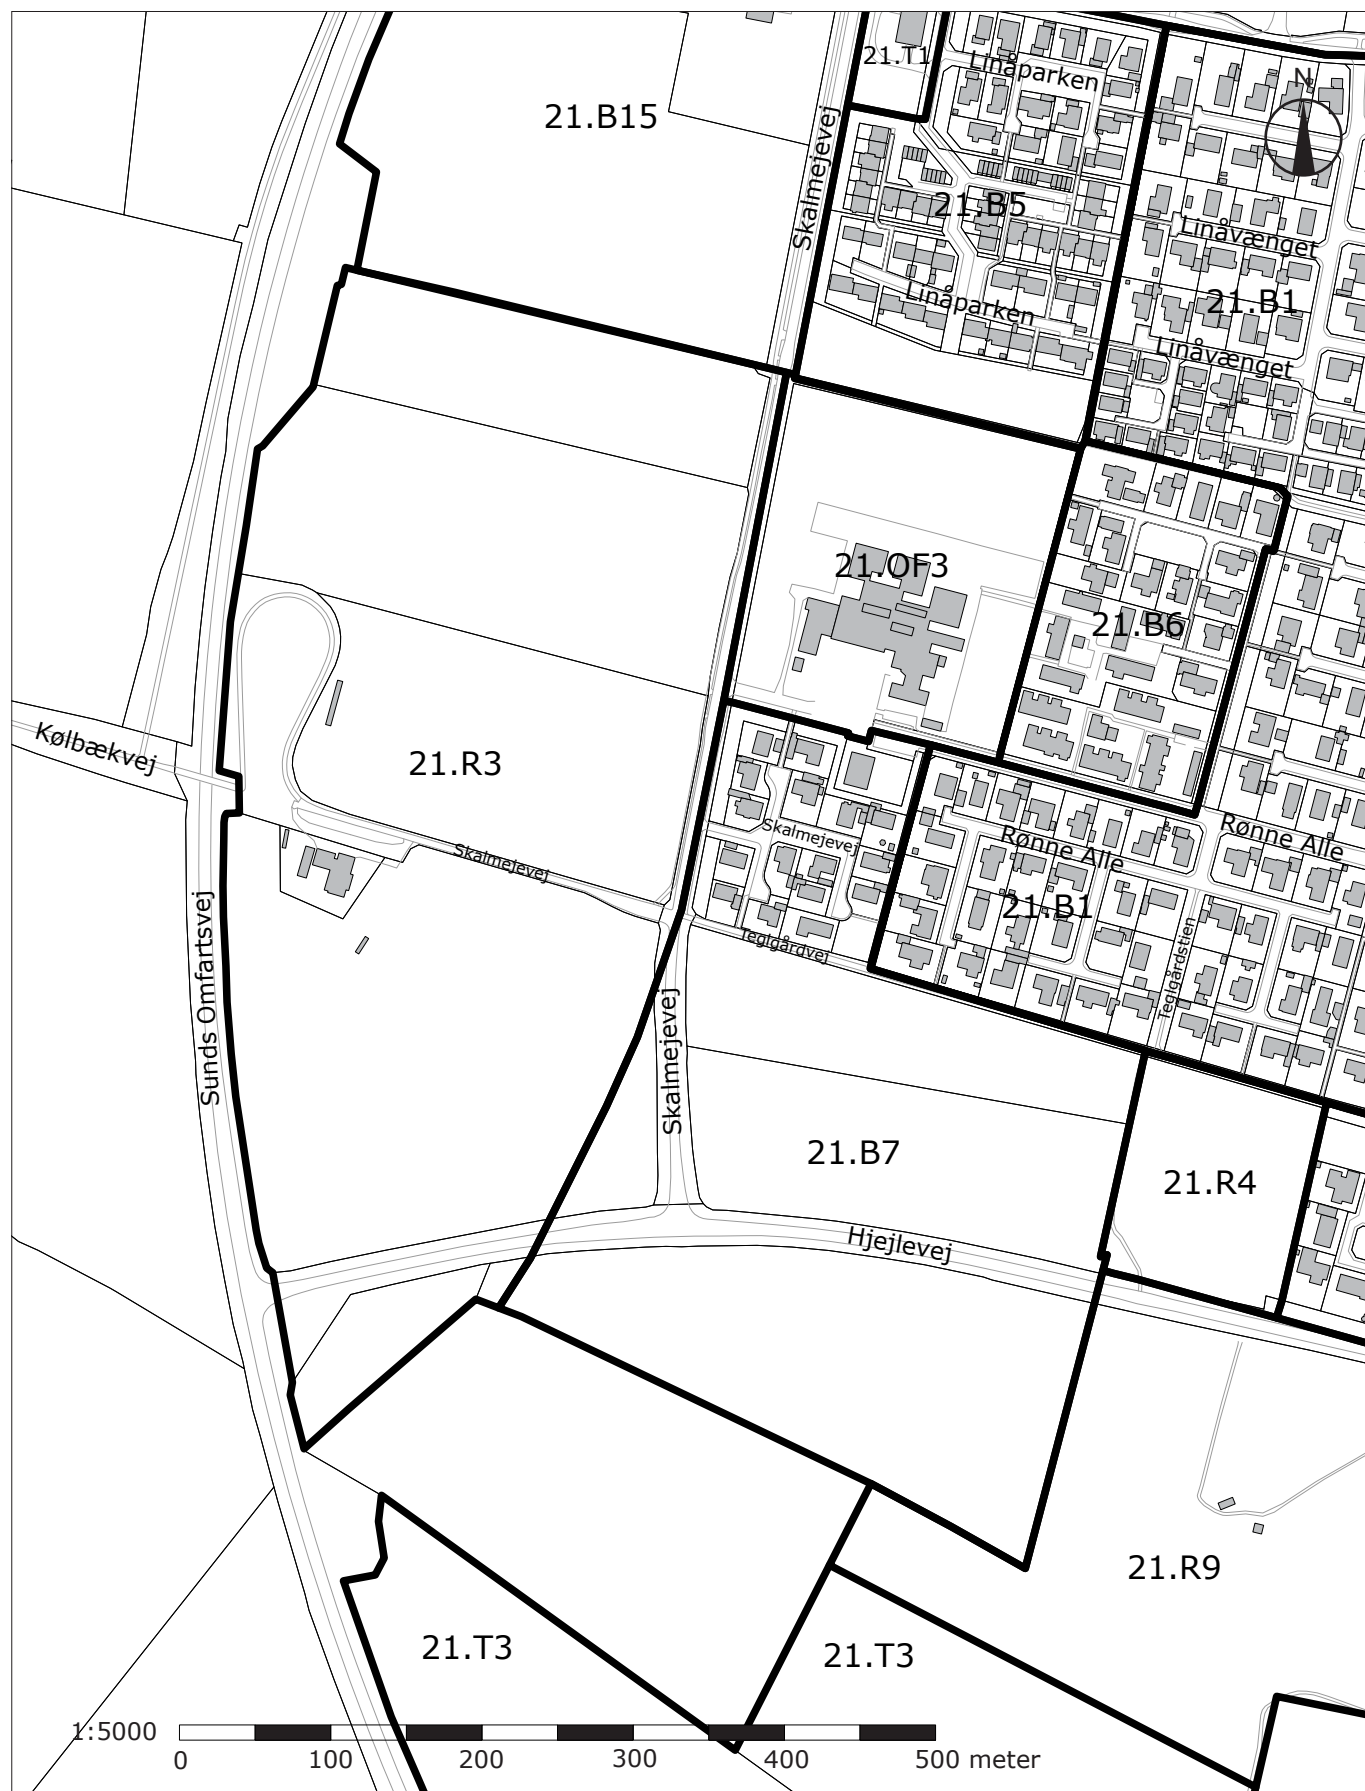 21.T1
Linåparken
N
21.B15
Skalmejevej
21.B5
Linåvænget
Linåparken
21.B1
Linåvænget
21.OF3
21.B6
Kølbækvej
21.R3
Skalmejevej
Rønne Alle
Rønne Alle
Skalmejevej
21.B1
Sunds Omfartsvej
Teglgårdvej
Teglgårdstien
Skalmejevej
21.B7
21.R4
Hjejlevej
21.R9
21.T3
21.T3
1:5000
0 100 200 300 400 500 meter